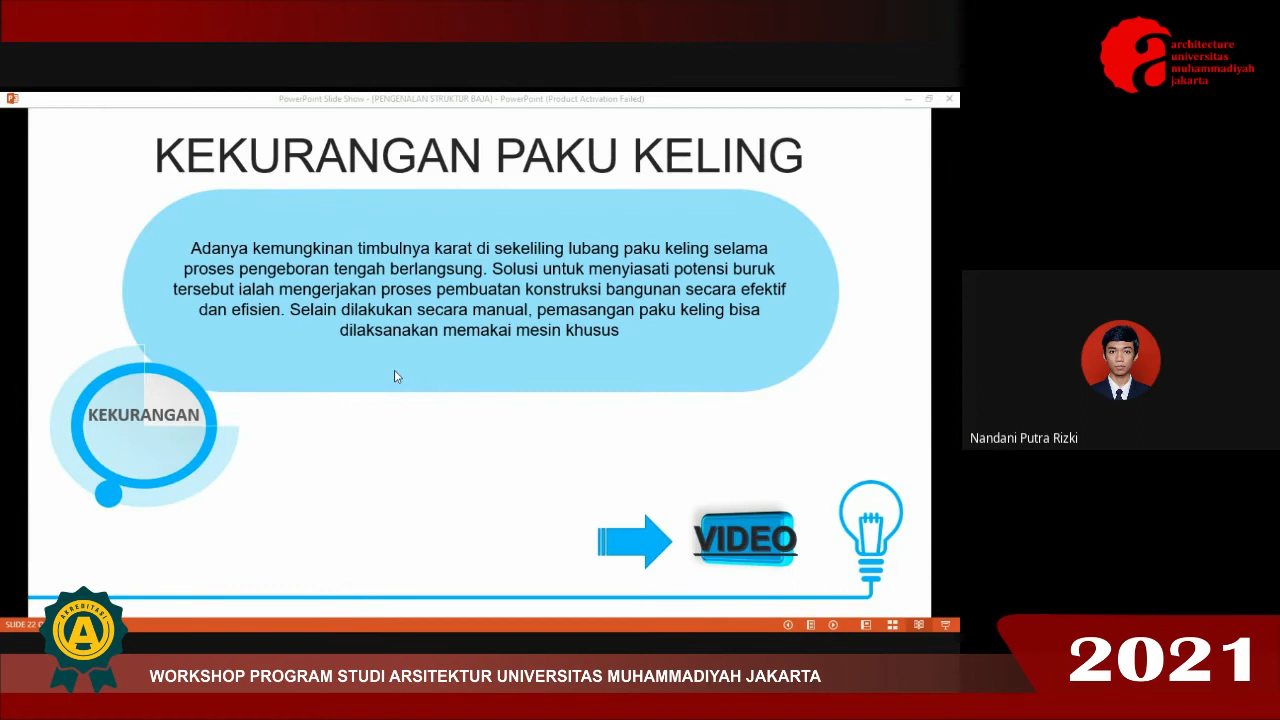 architecture
universitas
muhammadiyah
jakarta
PowerPoint Slide Show - [PENGENALAN STRUKTUR BAJA] - PowerPoint (Product Activation Failed)
KEKURANGAN PAKU KELING
Adanya kemungkinan timbulnya karat di sekeliling lubang paku keling selama
proses pengeboran tengah berlangsung. Solusi untuk menyiasati potensi buruk
tersebut ialah mengerjakan proses pembuatan konstruksi bangunan secara efektif
dan efisien. Selain dilakukan secara manual, pemasangan paku keling bisa
dilaksanakan memakai mesin khusus
KEKURANGAN
Nandani Putra Rizki
VIDEO
SLIDE 22
AKREDITASI
A
2021
WORKSHOP PROGRAM STUDI ARSITEKTUR UNIVERSITAS MUHAMMADIYAH JAKARTA